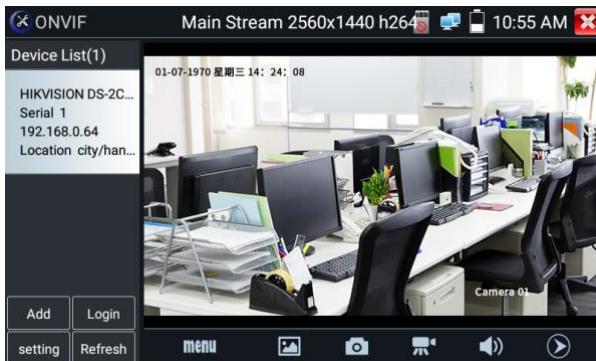 ONVIF
Main Stream 2560x1440 h264
10:55 AM
Device List(1)
HIKVISION DS-2C...
Serial 1
192.168.0.64
Location city/han...
01-07-1970 星期三 14：24：08
Camera 01
Add
Login
setting
Refresh
menu